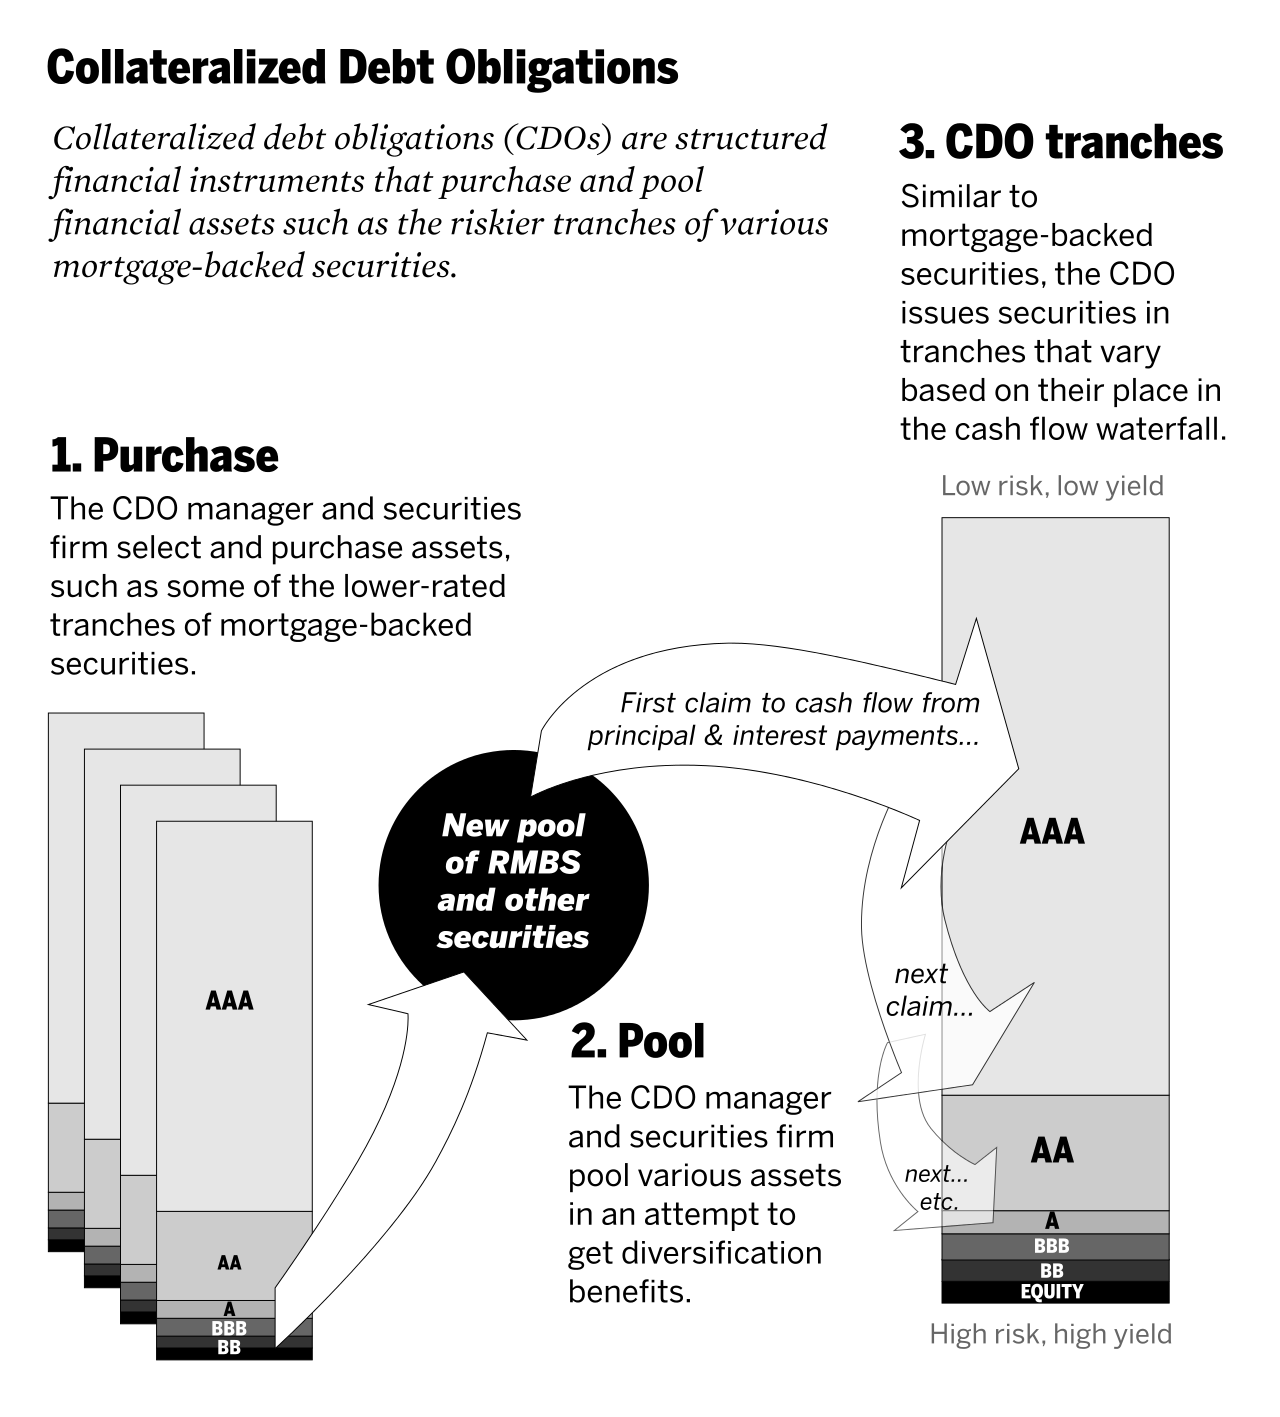 Collateralized Debt Obligations
Collateralized debt obligations (CDOs) are structured
financial instruments that purchase and pool
financial assets such as the riskier tranches of various
mortgage-backed securities.
1. Purchase
The CDO manager and securities
firm select and purchase assets,
such as some of the lower-rated
tranches of mortgage-backed
securities.
AAA
AA
A
BBB
BB
New pool
of RMBS
and other
securities
2. Pool
The CDO manager
and securities firm
pool various assets
in an attempt to
get diversification
benefits.
3. CDO tranches
Similar to
mortgage-backed
securities, the CDO
issues securities in
tranches that vary
based on their place in
the cash flow waterfall.
Low risk, low yield
First claim to cash flow from
principal & interest payments...
AAA
next
claim...
AA
next...
etc.
A
BBB
BB
EQUITY
High risk, high yield